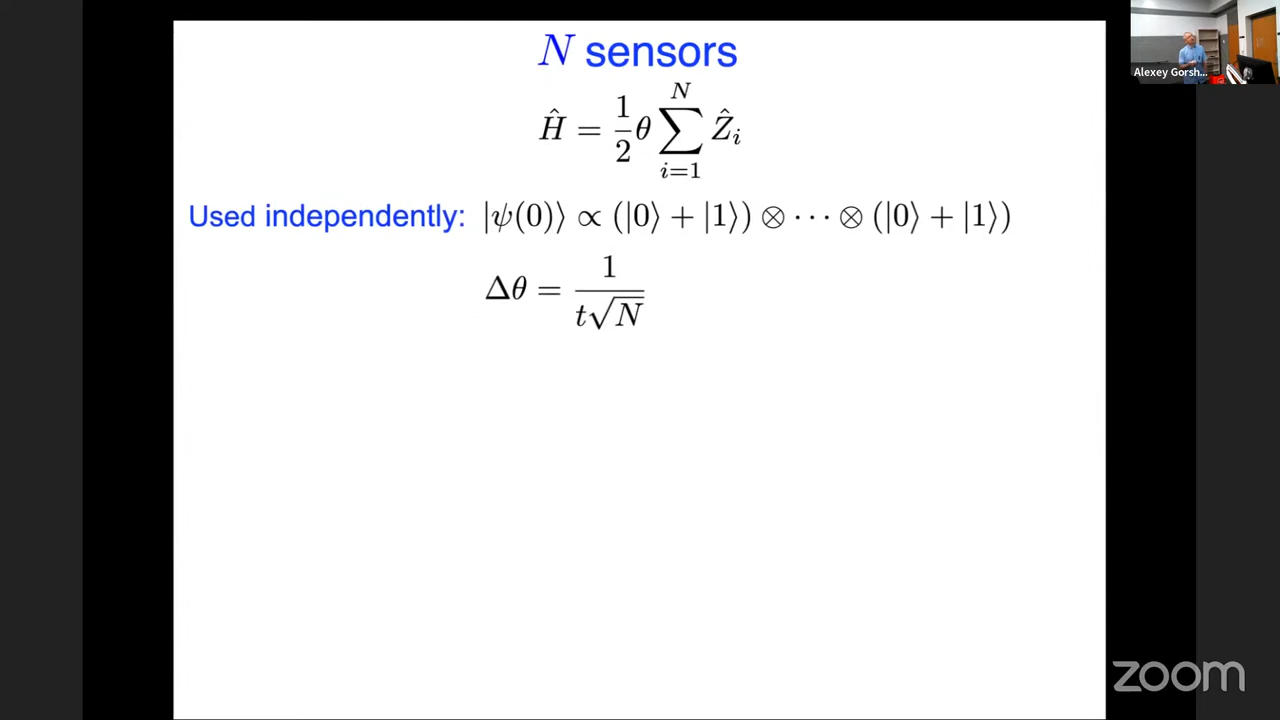 N sensors
Ĥ = 1/2 θ ∑_{i=1}^{N} Ẑ_i
Used independently: |ψ(0)⟩ ∝ (|0⟩ + |1⟩) ⊗ ··· ⊗ (|0⟩ + |1⟩)
Δθ = 1/(t√N)
Alexey Gorsh...
zoom